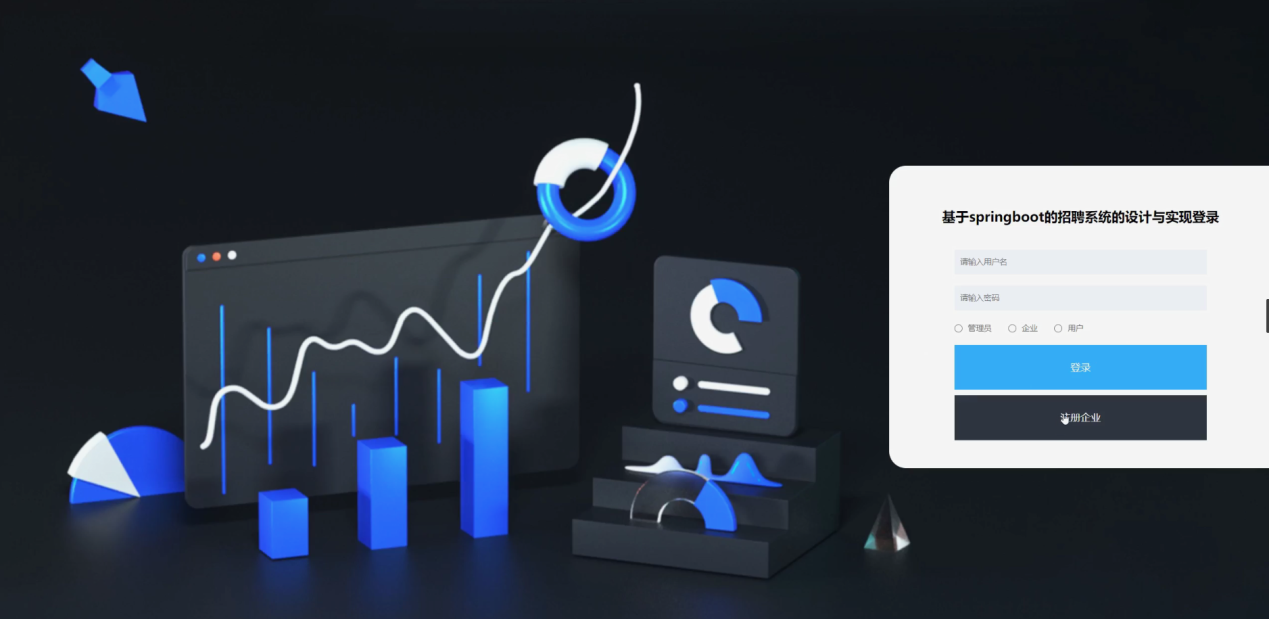 基于springboot的招聘系统的设计与实现登录
请输入用户名
请输入密码
管理员 企业 用户
登录
注册企业